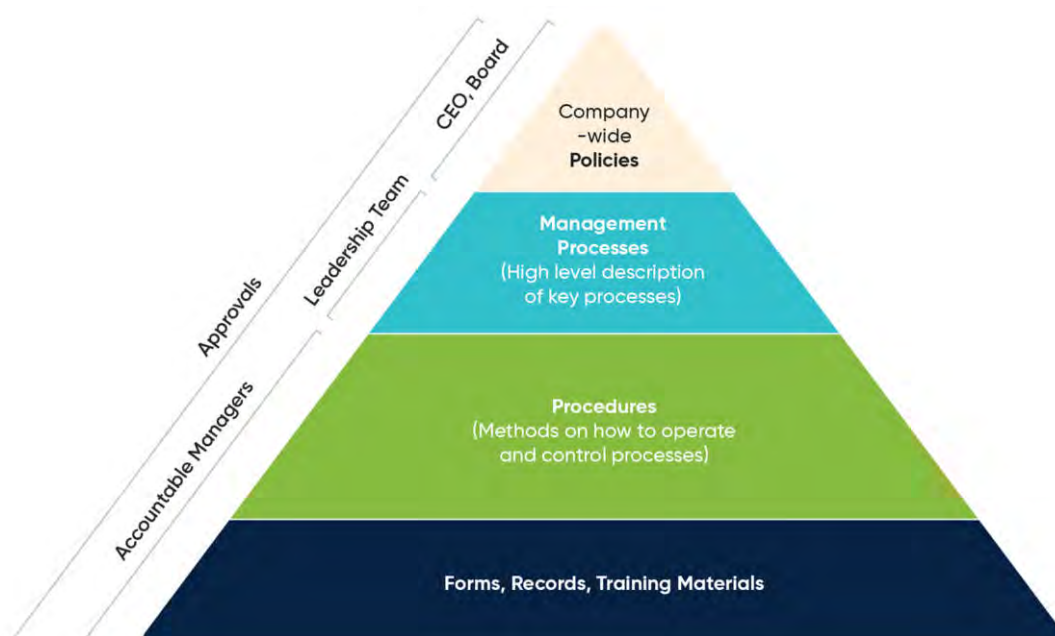 CEO, Board
Leadership Team
Approvals
Accountable Managers
Company
-wide
Policies
Management
Processes
(High level description
of key processes)
Procedures
(Methods on how to operate
and control processes)
Forms, Records, Training Materials